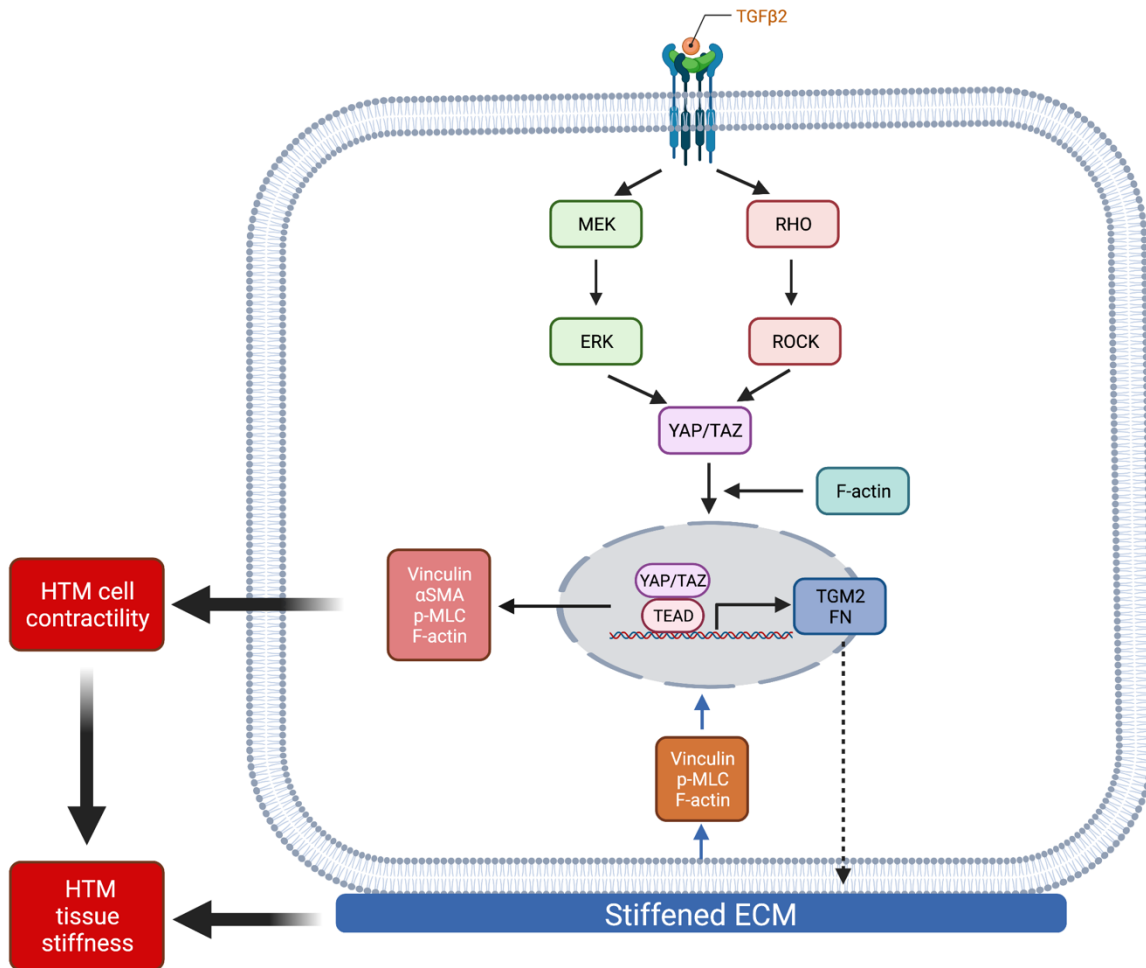 TGFβ2
MEK
RHO
ERK
ROCK
YAP/TAZ
F-actin
HTM cell
contractility
Vinculin
αSMA
p-MLC
F-actin
YAP/TAZ
TEAD
TGM2
FN
Vinculin
p-MLC
F-actin
HTM
tissue
stiffness
Stiffened ECM